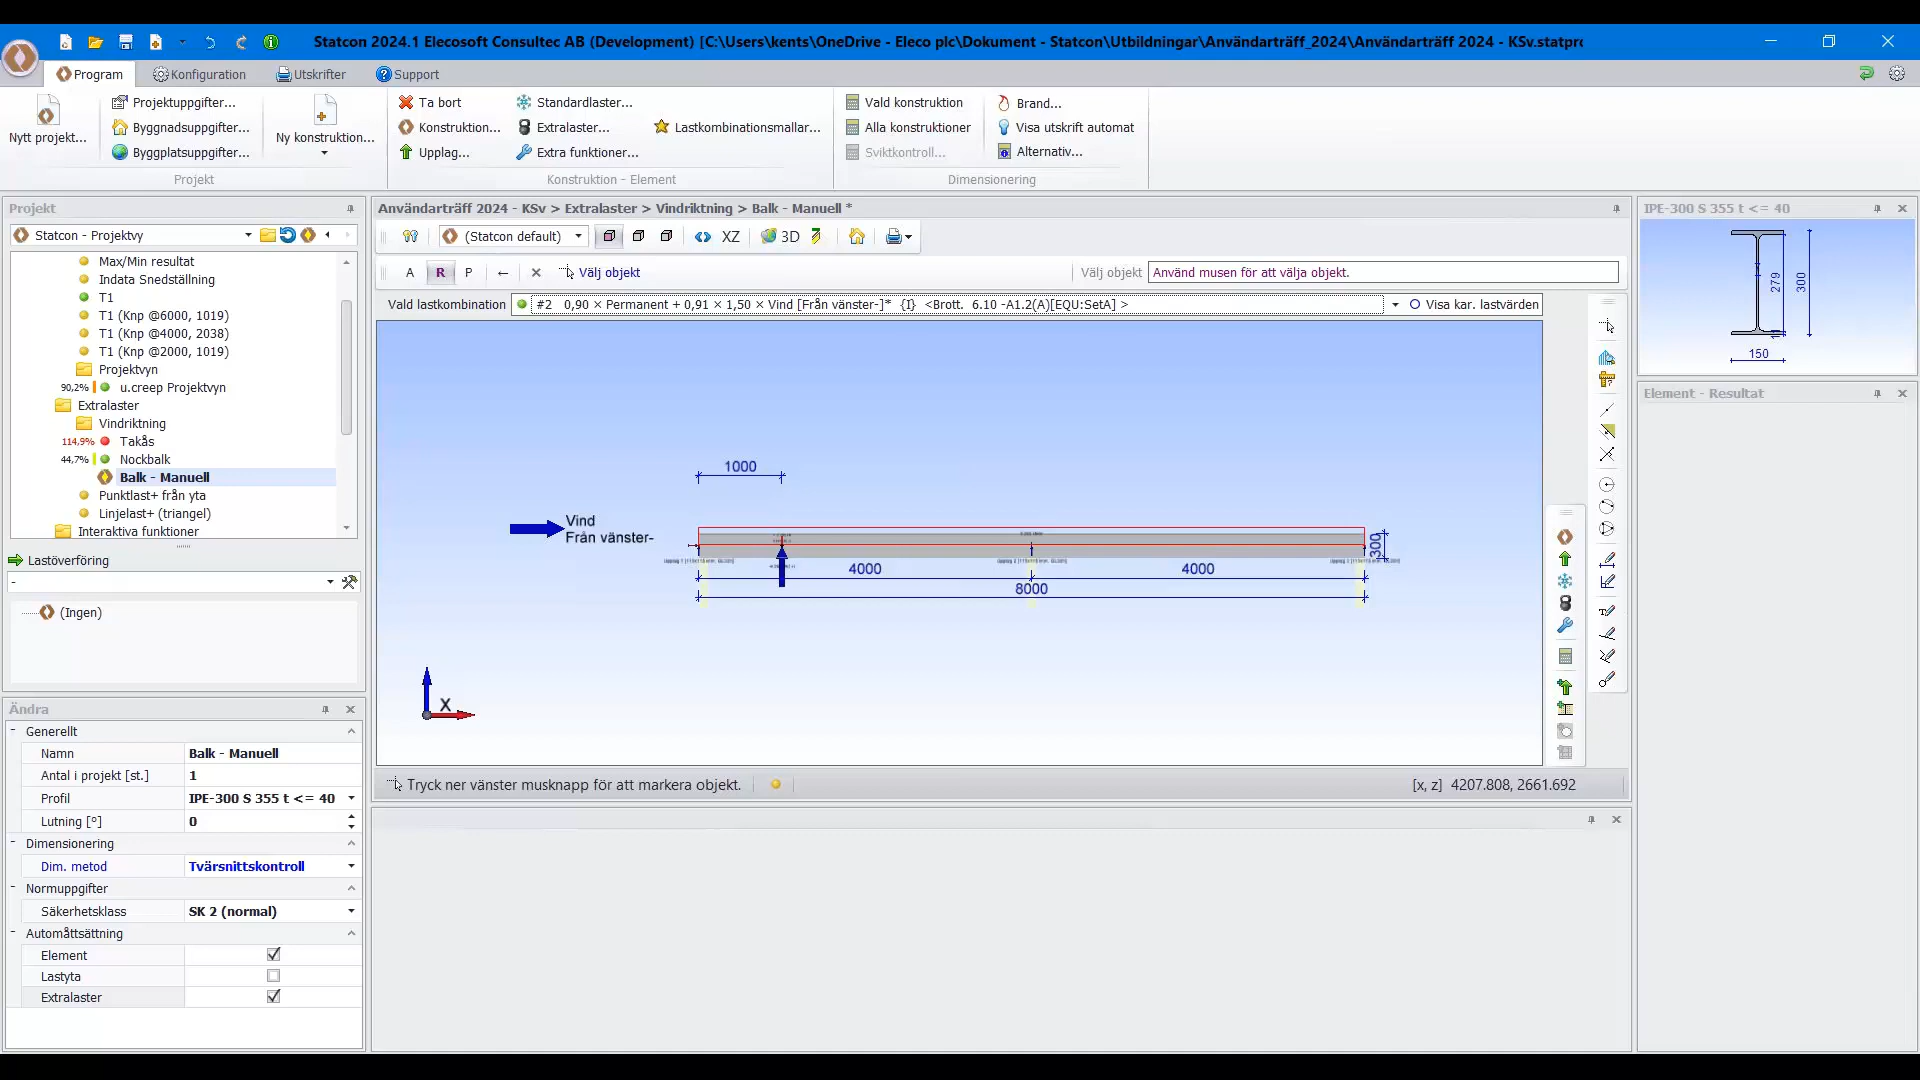 Statcon 2024.1 Elecosoft Consultec AB (Development) [C:\Users\kents\OneDrive - Eleco plc\Dokument - Statcon\Utbildningar\Användarträff_2024\Användarträff 2024 - KSv.statpro
Program
Konfiguration
Utskrifter
Support
Nytt projekt...
Projektuppgifter...
Byggnadsuppgifter...
Byggplatsuppgifter...
Ny konstruktion...
Projekt
Ta bort
Konstruktion...
Upplag...
Standardlaster...
Extralaster...
Extra funktioner...
Lastkombinationsmallar...
Konstruktion - Element
Vald konstruktion
Alla konstruktioner
Sviktkontroll...
Brand...
Visa utskrift automat
Alternativ...
Dimensionering
Projekt
Statcon - Projektvy
Max/Min resultat
Indata Snedställning
T1
T1 (Knp @6000, 1019)
T1 (Knp @4000, 2038)
T1 (Knp @2000, 1019)
Projektvyn
90,2% u.creep Projektvyn
Extralaster
Vindriktning
114,9% Takås
44,7% Nockbalk
Balk - Manuell
Punktlast+ från yta
Linjelast+ (triangel)
Interaktiva funktioner
Lastöverföring
-
(Ingen)
Ändra
Generellt
Namn Balk - Manuell
Antal i projekt [st.] 1
Profil IPE-300 S 355 t <= 40
Lutning [°] 0
Dimensionering
Dim. metod Tvärsnittskontroll
Normuppgifter
Säkerhetsklass SK 2 (normal)
Automåttsättning
Element
Lastyta
Extralaster
Användarträff 2024 - KSv > Extralaster > Vindriktning > Balk - Manuell *
(Statcon default)
XZ
3D
A R P
Välj objekt
Välj objekt Använd musen för att välja objekt.
Vald lastkombination #2 0,90 × Permanent + 0,91 × 1,50 × Vind [Från vänster-]* {I} <Brott. 6.10 -A1.2(A)[EQU:SetA] > Visa kar. lastvärden
1000
Vind
Från vänster-
300
4000 4000
8000
X
Tryck ner vänster musknapp för att markera objekt.
[x, z] 4207.808, 2661.692
IPE-300 S 355 t <= 40
279
300
150
Element - Resultat